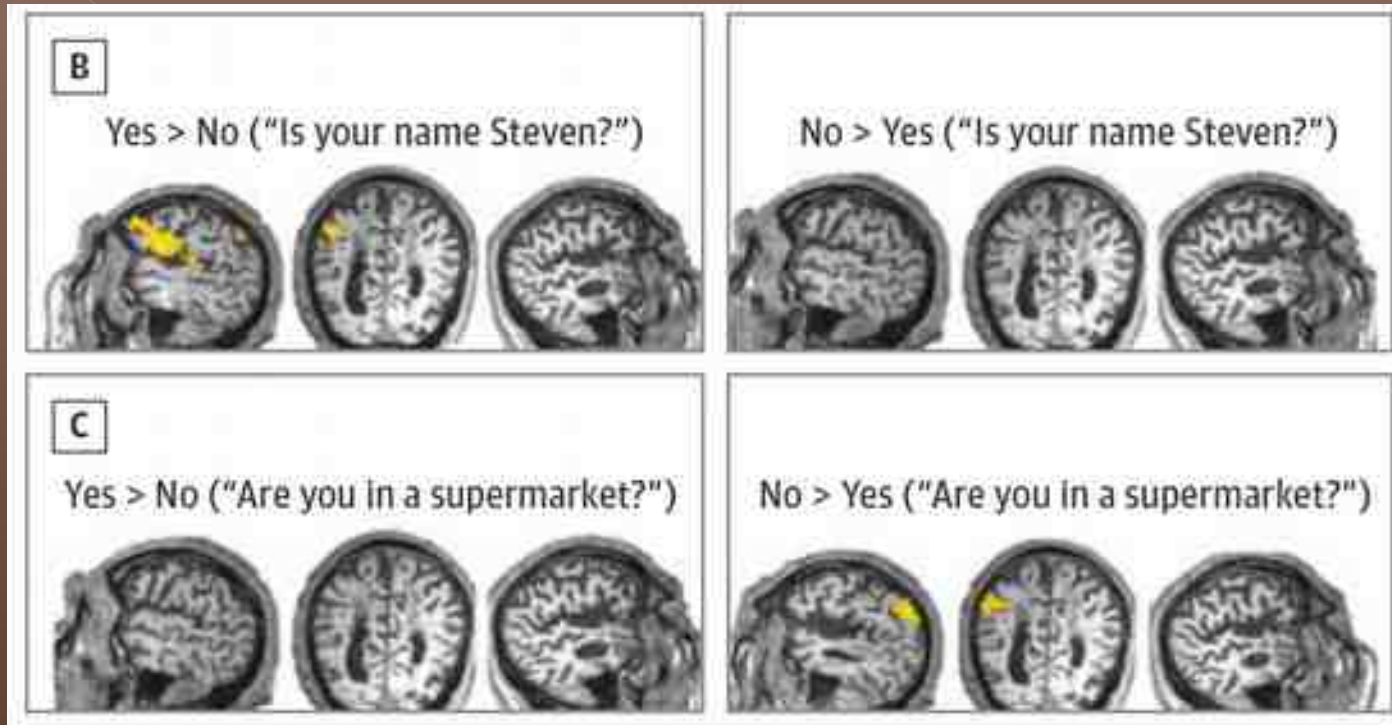 B
Yes > No (“Is your name Steven?”)
No > Yes (“Is your name Steven?”)
C
Yes > No (“Are you in a supermarket?”)
No > Yes (“Are you in a supermarket?”)